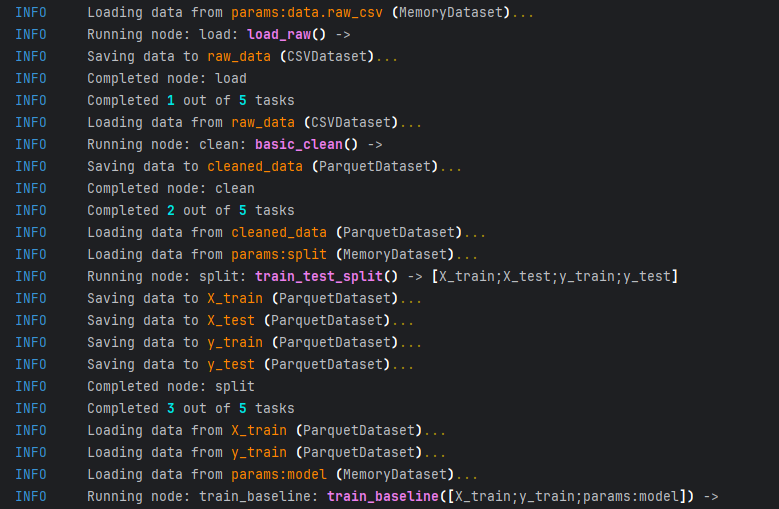 INFO Loading data from params:data.raw_csv (MemoryDataset)...
INFO Running node: load: load_raw() ->
INFO Saving data to raw_data (CSVDataset)...
INFO Completed node: load
INFO Completed 1 out of 5 tasks
INFO Loading data from raw_data (CSVDataset)...
INFO Running node: clean: basic_clean() ->
INFO Saving data to cleaned_data (ParquetDataset)...
INFO Completed node: clean
INFO Completed 2 out of 5 tasks
INFO Loading data from cleaned_data (ParquetDataset)...
INFO Loading data from params:split (MemoryDataset)...
INFO Running node: split: train_test_split() -> [X_train;X_test;y_train;y_test]
INFO Saving data to X_train (ParquetDataset)...
INFO Saving data to X_test (ParquetDataset)...
INFO Saving data to y_train (ParquetDataset)...
INFO Saving data to y_test (ParquetDataset)...
INFO Completed node: split
INFO Completed 3 out of 5 tasks
INFO Loading data from X_train (ParquetDataset)...
INFO Loading data from y_train (ParquetDataset)...
INFO Loading data from params:model (MemoryDataset)...
INFO Running node: train_baseline: train_baseline([X_train;y_train;params:model]) ->